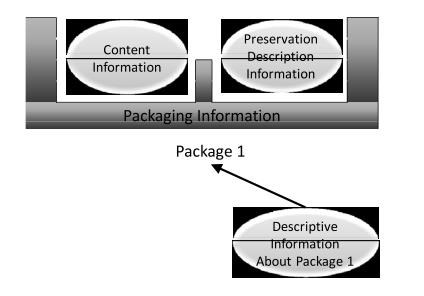 Content
Information
Preservation
Description
Information
Packaging Information
Package 1
Descriptive
Information
About Package 1